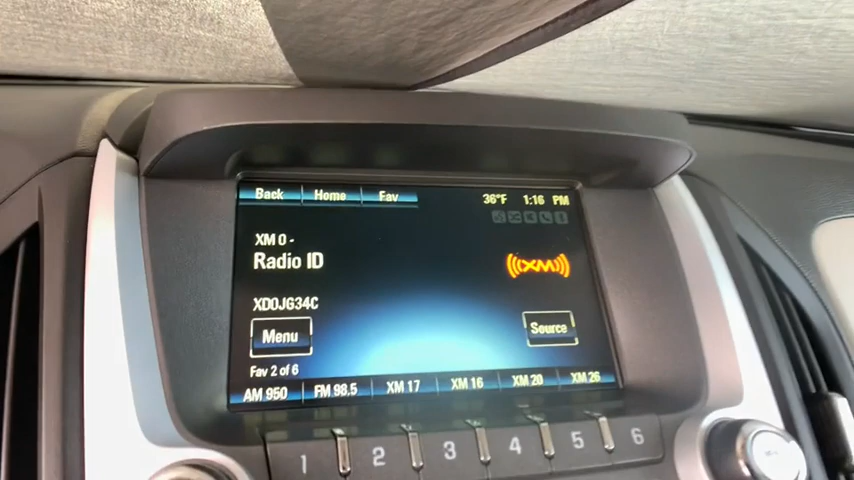 Back Home Fav 36°F 1:16 PM
XM 0 -
Radio ID
((XM))
XD0JG34C
Menu
Source
Fav 2 of 6
AM 950 FM 98.5 XM 17 XM 16 XM 20 XM 26
1 2 3 4 5 6